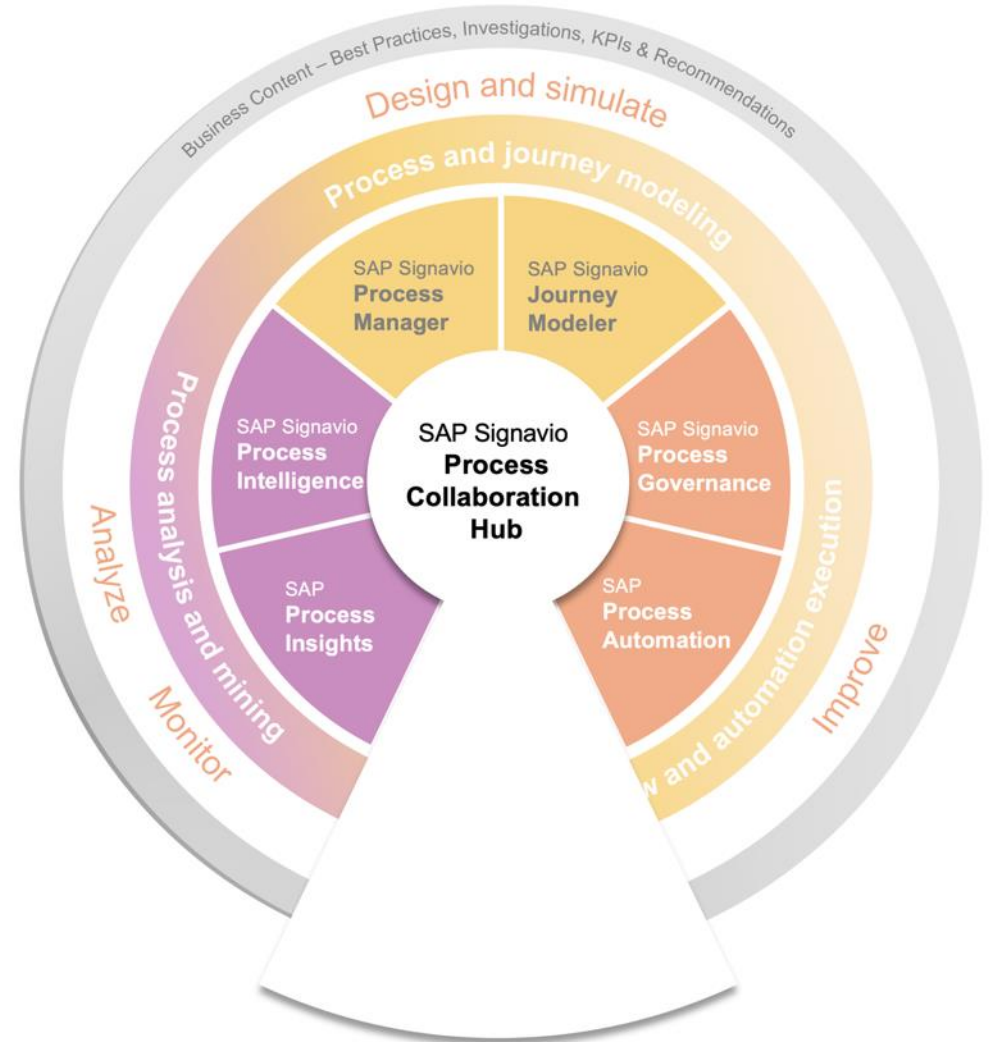 Business Content – Best Practices, Investigations, KPIs & Recommendations
Design and simulate
Process and journey modeling
SAP Signavio
Process
Manager
SAP Signavio
Journey
Modeler
SAP Signavio
Process
Intelligence
SAP Signavio
Process
Collaboration
Hub
SAP Signavio
Process
Governance
SAP
Process
Insights
SAP
Process
Automation
Process analysis and mining
w and automation execution
Analyze
Monitor
Improve